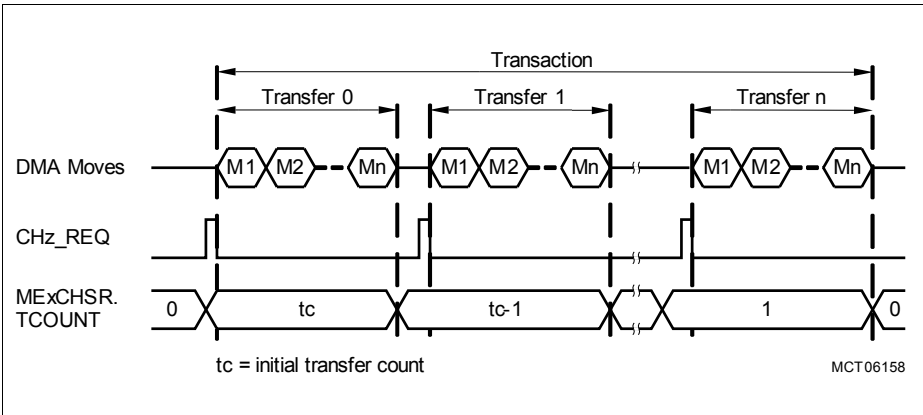 Transaction
Transfer 0 Transfer 1 Transfer n
DMA Moves M1 M2 Mn M1 M2 Mn M1 M2 Mn
CHz_REQ
MExCHSR.
TCOUNT 0 tc tc-1 1 0
tc = initial transfer count
MCT06158